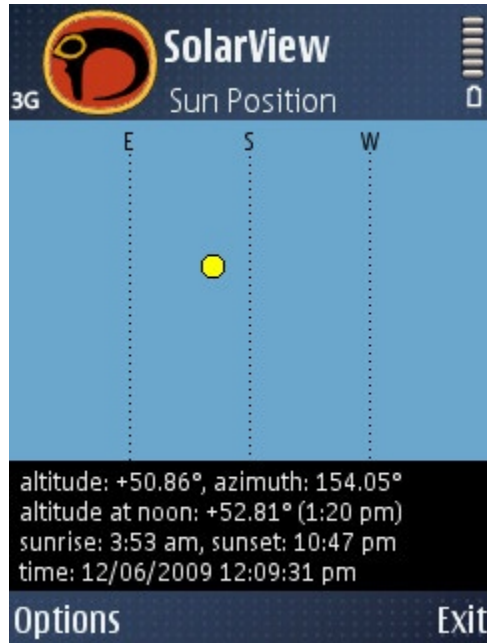 SolarView
3G Sun Position
E S W
altitude: +50.86°, azimuth: 154.05°
altitude at noon: +52.81° (1:20 pm)
sunrise: 3:53 am, sunset: 10:47 pm
time: 12/06/2009 12:09:31 pm
Options Exit